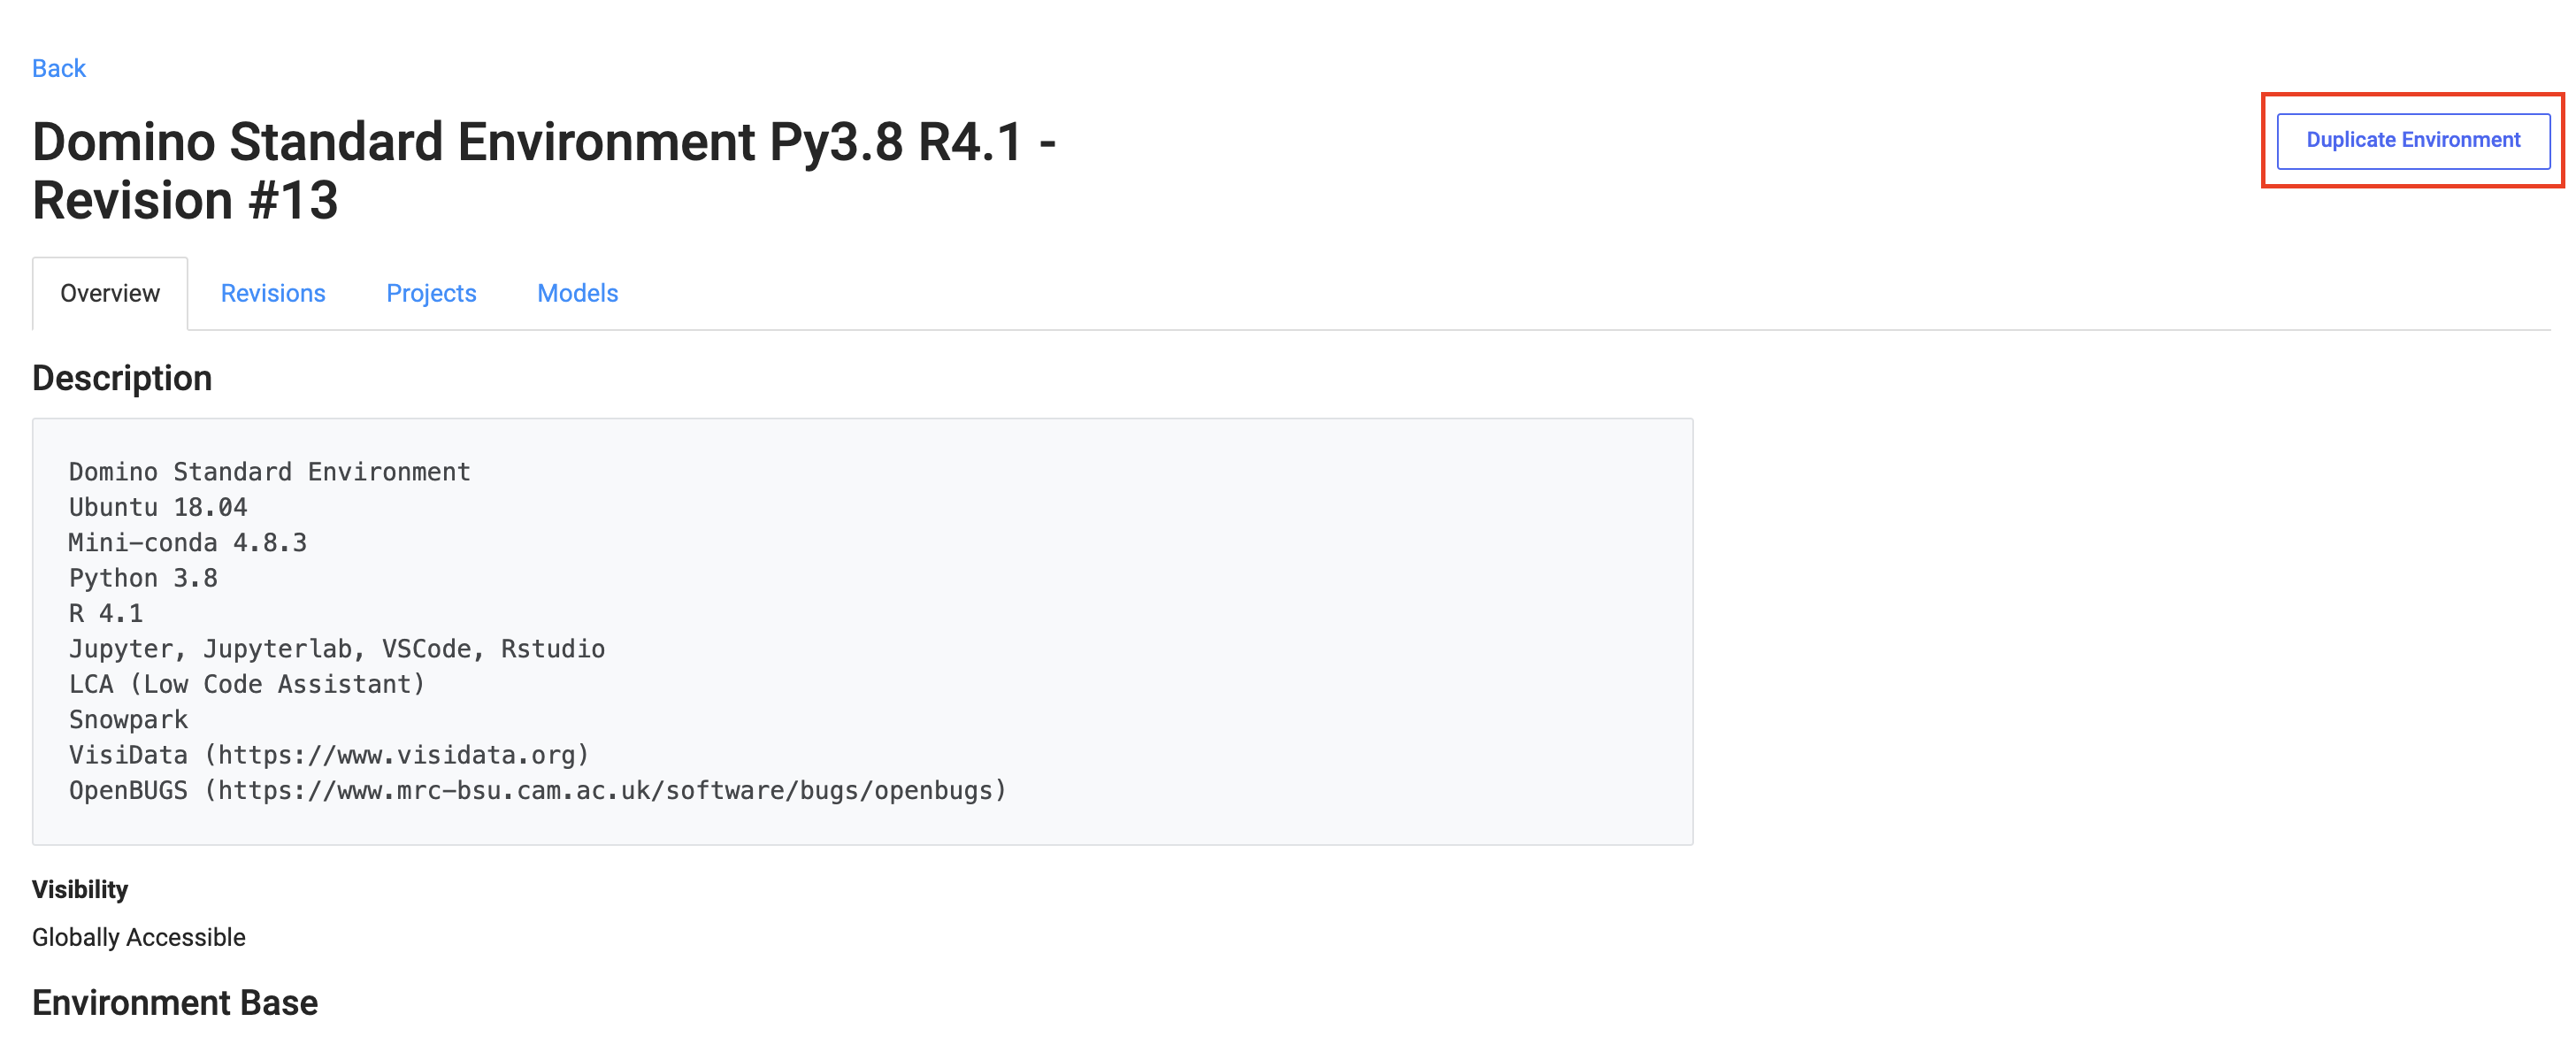 Back
Domino Standard Environment Py3.8 R4.1 -
Revision #13
Duplicate Environment
Overview Revisions Projects Models
Description
Domino Standard Environment
Ubuntu 18.04
Mini-conda 4.8.3
Python 3.8
R 4.1
Jupyter, Jupyterlab, VSCode, Rstudio
LCA (Low Code Assistant)
Snowpark
VisiData (https://www.visidata.org)
OpenBUGS (https://www.mrc-bsu.cam.ac.uk/software/bugs/openbugs)
Visibility
Globally Accessible
Environment Base